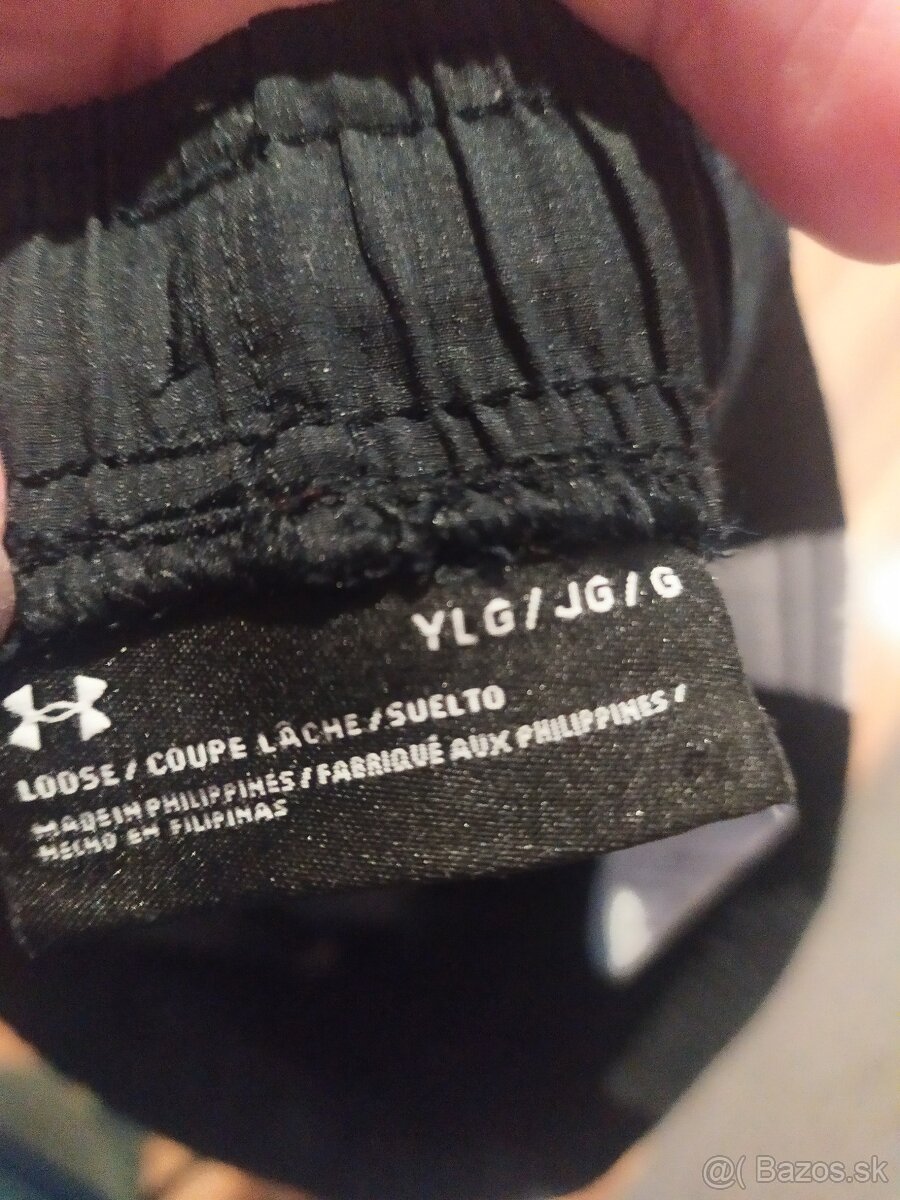 YLG / JG / G
LOOSE / COUPE LÂCHE / SUELTO
MADE IN PHILIPPINES / FABRIQUÉ AUX PHILIPPINES /
HECHO EN FILIPINAS
@( Bazos.sk